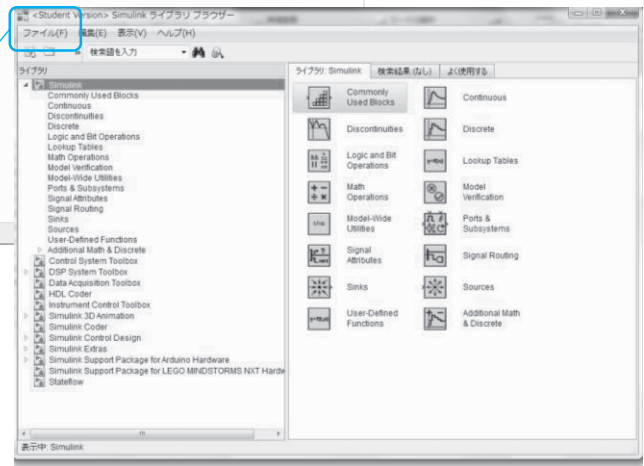 <Student Version> Simulink ライブラリ ブラウザー
ファイル(F) 編集(E) 表示(V) ヘルプ(H)
» 検索語を入力
ライブラリ
Simulink
Commonly Used Blocks
Continuous
Discontinuities
Discrete
Logic and Bit Operations
Lookup Tables
Math Operations
Model Verification
Model-Wide Utilities
Ports & Subsystems
Signal Attributes
Signal Routing
Sinks
Sources
User-Defined Functions
Additional Math & Discrete
Control System Toolbox
DSP System Toolbox
Data Acquisition Toolbox
HDL Coder
Instrument Control Toolbox
Simulink 3D Animation
Simulink Coder
Simulink Control Design
Simulink Extras
Simulink Support Package for Arduino Hardware
Simulink Support Package for LEGO MINDSTORMS NXT Hardw
Stateflow
ライブラリ: Simulink 検索結果 (なし) よく使用する
Commonly
Used Blocks
Continuous
Discontinuities
Discrete
Logic and Bit
Operations
Lookup Tables
Math
Operations
Model
Verification
Model-Wide
Utilities
Ports &
Subsystems
Signal
Attributes
Signal Routing
Sinks
Sources
User-Defined
Functions
Additional Math
& Discrete
表示中: Simulink